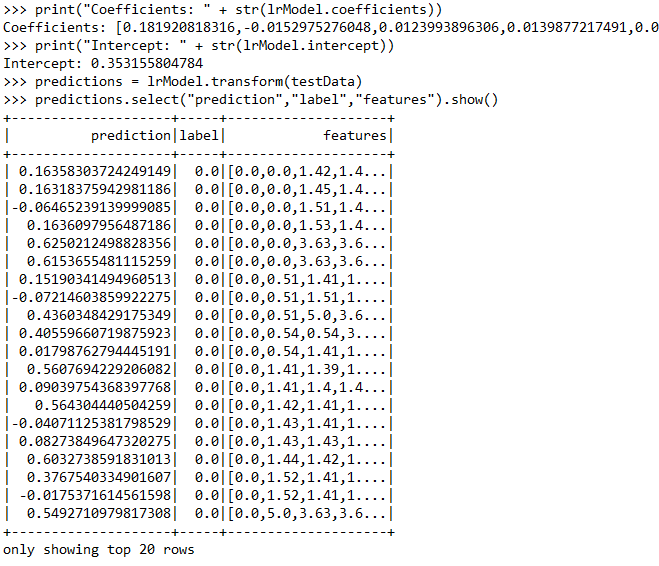 >>> print("Coefficients: " + str(lrModel.coefficients))
Coefficients: [0.181920818316,-0.0152975276048,0.0123993896306,0.0139877217491,0.0
>>> print("Intercept: " + str(lrModel.intercept))
Intercept: 0.353155804784
>>> predictions = lrModel.transform(testData)
>>> predictions.select("prediction","label","features").show()
+--------------------+-----+--------------------+
|          prediction|label|            features|
+--------------------+-----+--------------------+
| 0.16358303724249149|  0.0|[0.0,0.0,1.42,1.4...|
| 0.16318375942981186|  0.0|[0.0,0.0,1.45,1.4...|
|-0.06465239139999085|  0.0|[0.0,0.0,1.51,1.4...|
|  0.1636097956487186|  0.0|[0.0,0.0,1.53,1.4...|
|  0.6250212498828356|  0.0|[0.0,0.0,3.63,3.6...|
|  0.6153655481115259|  0.0|[0.0,0.0,3.63,3.6...|
| 0.15190341494960513|  0.0|[0.0,0.51,1.41,1....|
|-0.07214603859922275|  0.0|[0.0,0.51,1.51,1....|
|  0.4360348429175349|  0.0|[0.0,0.51,5.0,3.6...|
| 0.40559660719875923|  0.0|[0.0,0.54,0.54,3....|
| 0.01798762794445191|  0.0|[0.0,0.54,1.41,1....|
|  0.5607694229206082|  0.0|[0.0,1.41,1.39,1....|
| 0.09039754368397768|  0.0|[0.0,1.41,1.4,1.4...|
|   0.564304440504259|  0.0|[0.0,1.42,1.41,1....|
|-0.04071125381798529|  0.0|[0.0,1.43,1.41,1....|
| 0.08273849647320275|  0.0|[0.0,1.43,1.43,1....|
|  0.6032738591831013|  0.0|[0.0,1.44,1.42,1....|
|  0.3767540334901607|  0.0|[0.0,1.52,1.41,1....|
| -0.0175371614561598|  0.0|[0.0,1.52,1.41,1....|
|  0.5492710979817308|  0.0|[0.0,5.0,3.63,3.6...|
+--------------------+-----+--------------------+
only showing top 20 rows